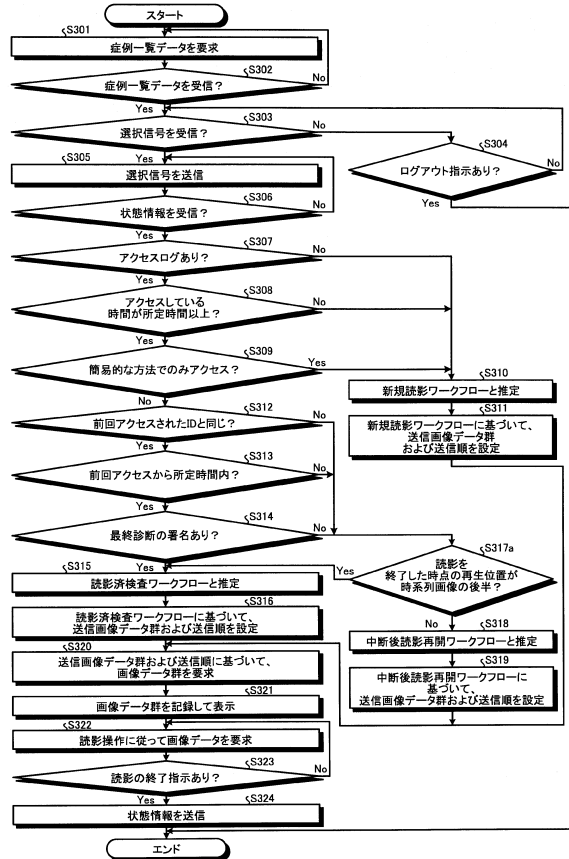 スタート
S301
症例一覧データを要求
S302
症例一覧データを受信？
No
Yes
S303
選択信号を受信？
No
S304
ログアウト指示あり？
No
Yes
S305
Yes
選択信号を送信
S306
状態情報を受信？
No
Yes
S307
アクセスログあり？
No
Yes
S308
アクセスしている
時間が所定時間以上？
No
Yes
S309
簡易的な方法でのみアクセス？
Yes
No
S310
新規読影ワークフローと推定
S311
新規読影ワークフローに基づいて、
送信画像データ群
および送信順を設定
S312
前回アクセスされたIDと同じ？
No
Yes
S313
前回アクセスから所定時間内？
No
Yes
S314
最終診断の署名あり？
No
Yes
S315
読影済検査ワークフローと推定
S316
読影済検査ワークフローに基づいて、
送信画像データ群および送信順を設定
S317a
読影を
終了した時点の再生位置が
時系列画像の後半？
Yes
No
S318
中断後読影再開ワークフローと推定
S319
中断後読影再開ワークフローに
基づいて、
送信画像データ群および送信順を設定
S320
送信画像データ群および送信順に基づいて、
画像データ群を要求
S321
画像データ群を記録して表示
S322
読影操作に従って画像データを要求
S323
読影の終了指示あり？
No
Yes
S324
状態情報を送信
エンド